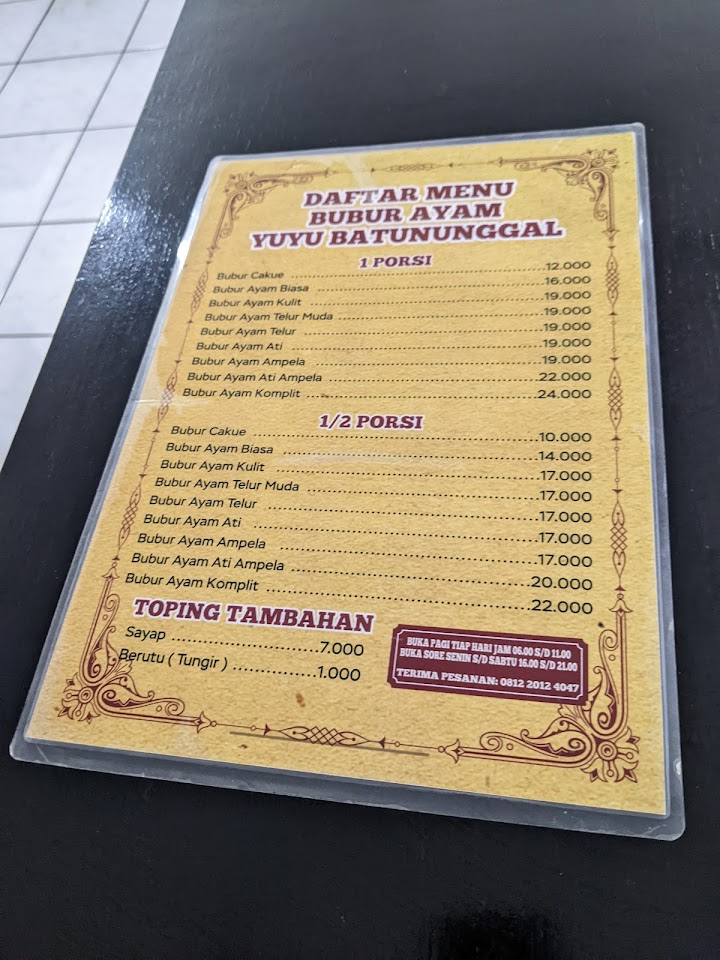 DAFTAR MENU
BUBUR AYAM
YUYU BATUNUNGGAL
1 PORSI
Bubur Cakue ........ 12.000
Bubur Ayam Biasa ........ 16.000
Bubur Ayam Kulit ........ 19.000
Bubur Ayam Telur Muda ........ 19.000
Bubur Ayam Telur ........ 19.000
Bubur Ayam Ati ........ 19.000
Bubur Ayam Ampela ........ 19.000
Bubur Ayam Ati Ampela ........ 22.000
Bubur Ayam Komplit ........ 24.000
1/2 PORSI
Bubur Cakue ........ 10.000
Bubur Ayam Biasa ........ 14.000
Bubur Ayam Kulit ........ 17.000
Bubur Ayam Telur Muda ........ 17.000
Bubur Ayam Telur ........ 17.000
Bubur Ayam Ati ........ 17.000
Bubur Ayam Ampela ........ 17.000
Bubur Ayam Ati Ampela ........ 20.000
Bubur Ayam Komplit ........ 22.000
TOPING TAMBAHAN
Sayap ........ 7.000
Berutu ( Tungir ) ........ 1.000
BUKA PAGI TIAP HARI JAM 06.00 S/D 11.00
BUKA SORE SENIN S/D SABTU 16.00 S/D 21.00
TERIMA PESANAN: 0812 2012 4047